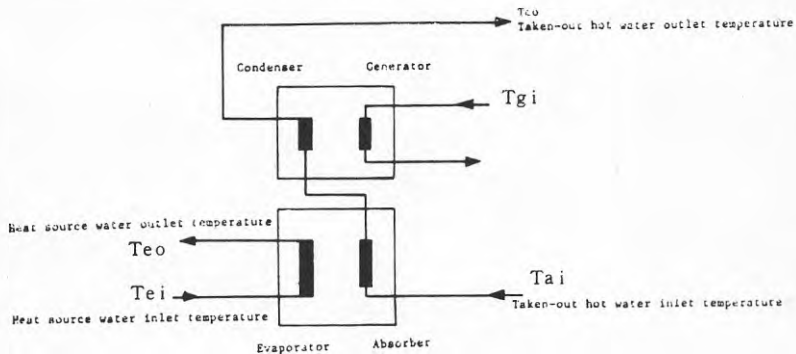 Tco
Taken-out hot water outlet temperature
Condenser
Generator
Tgi
Heat source water outlet temperature
Teo
Tei
Heat source water inlet temperature
Tai
Taken-out hot water inlet temperature
Evaporator
Absorber